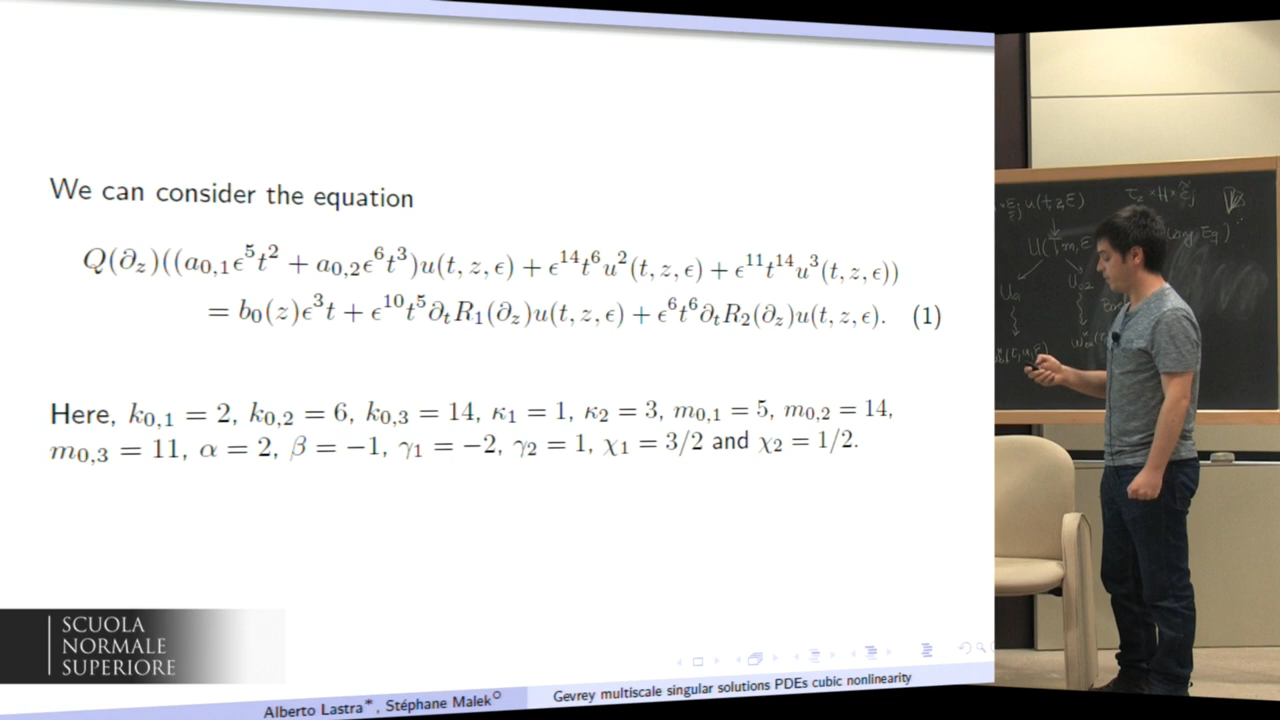 We can consider the equation
Q(∂_z)((a_{0,1}ϵ^5t^2 + a_{0,2}ϵ^6t^3)u(t, z, ϵ) + ϵ^{14}t^6u^2(t, z, ϵ) + ϵ^{11}t^{14}u^3(t, z, ϵ))
= b_0(z)ϵ^3t + ϵ^{10}t^5∂_tR_1(∂_z)u(t, z, ϵ) + ϵ^6t^6∂_tR_2(∂_z)u(t, z, ϵ). (1)
Here, k_{0,1} = 2, k_{0,2} = 6, k_{0,3} = 14, κ_1 = 1, κ_2 = 3, m_{0,1} = 5, m_{0,2} = 14,
m_{0,3} = 11, α = 2, β = −1, γ_1 = −2, γ_2 = 1, χ_1 = 3/2 and χ_2 = 1/2.
SCUOLA
NORMALE
SUPERIORE
Alberto Lastra*, Stéphane Malek° Gevrey multiscale singular solutions PDEs cubic nonlinearity
u(t,z,E)